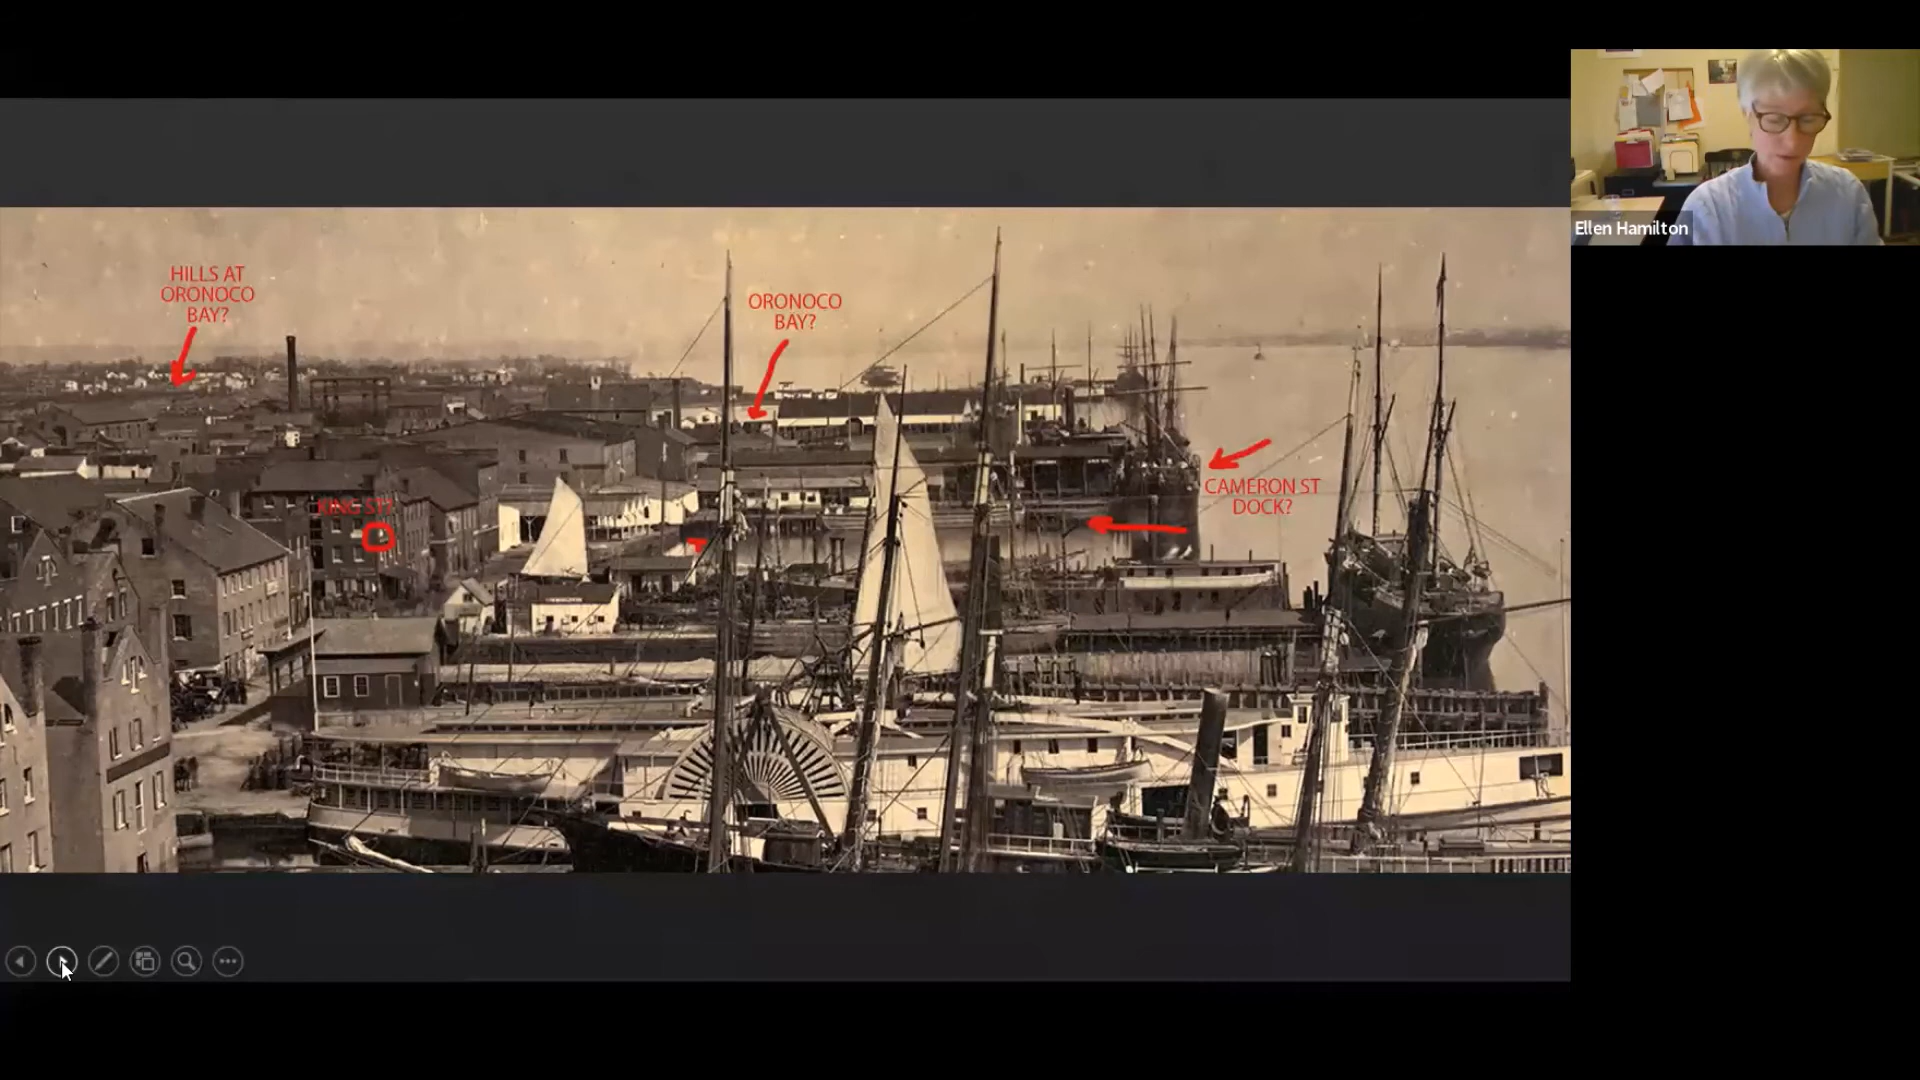 HILLS AT
ORONOCO
BAY?
ORONOCO
BAY?
KING ST?
CAMERON ST
DOCK?
Ellen Hamilton